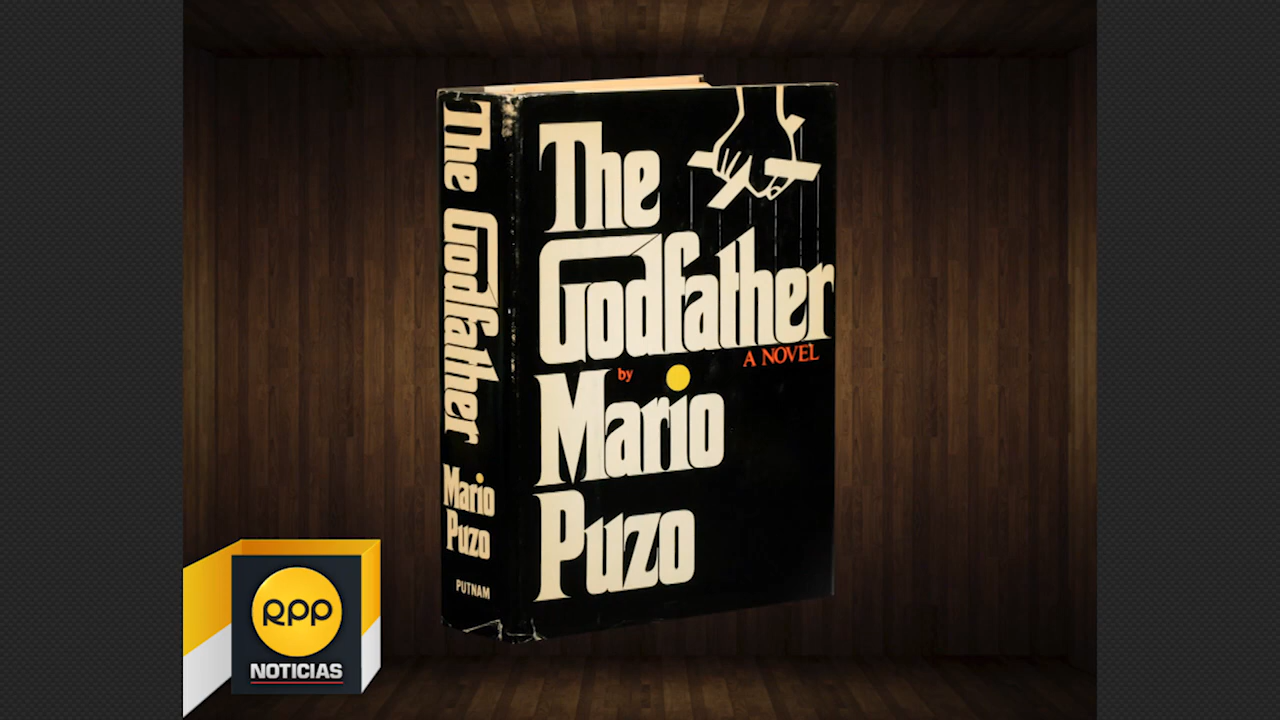 The
Godfather
A NOVEL
by
Mario
Puzo
The Godfather
Mario
Puzo
PUTNAM
RPP
NOTICIAS